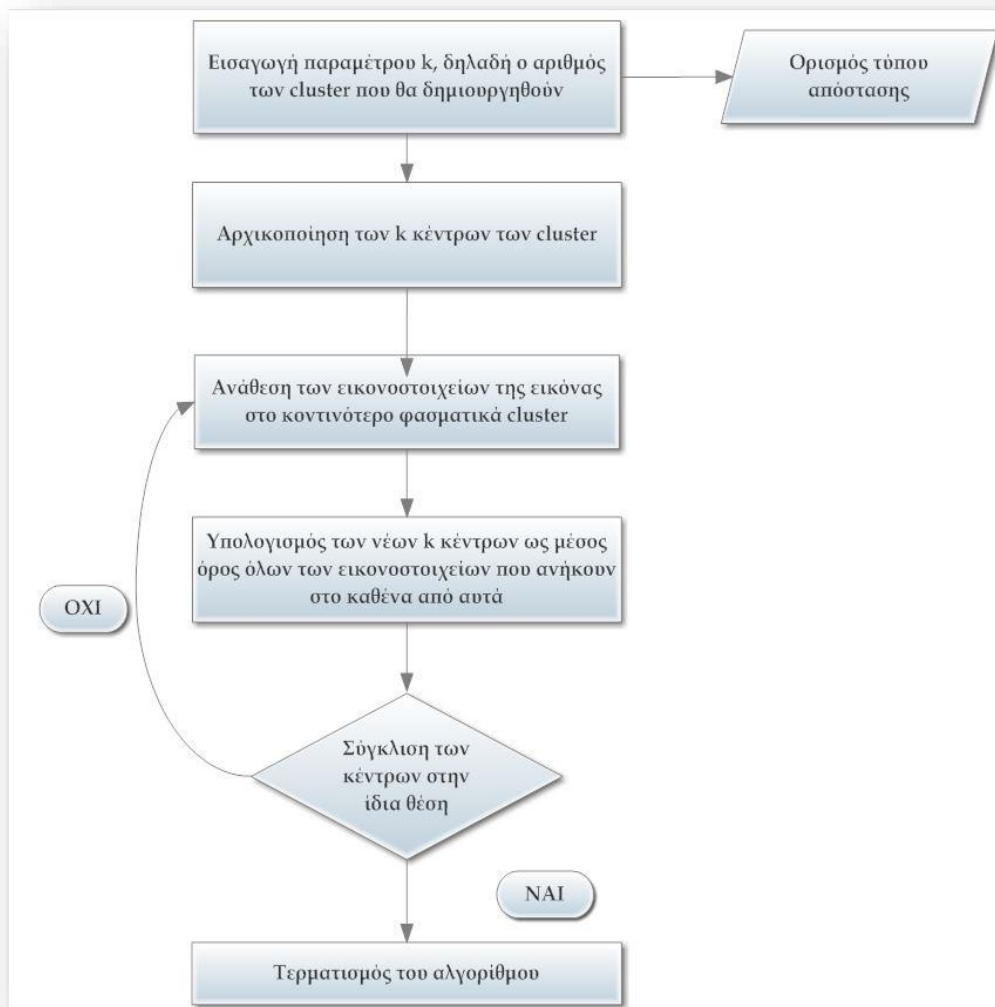 Εισαγωγή παραμέτρου k, δηλαδή ο αριθμός
των cluster που θα δημιουργηθούν
Ορισμός τύπου
απόστασης
Αρχικοποίηση των k κέντρων των cluster
Ανάθεση των εικονοστοιχείων της εικόνας
στο κοντινότερο φασματικά cluster
Υπολογισμός των νέων k κέντρων ως μέσος
όρος όλων των εικονοστοιχείων που ανήκουν
στο καθένα από αυτά
ΟΧΙ
Σύγκλιση των
κέντρων στην
ίδια θέση
ΝΑΙ
Τερματισμός του αλγορίθμου